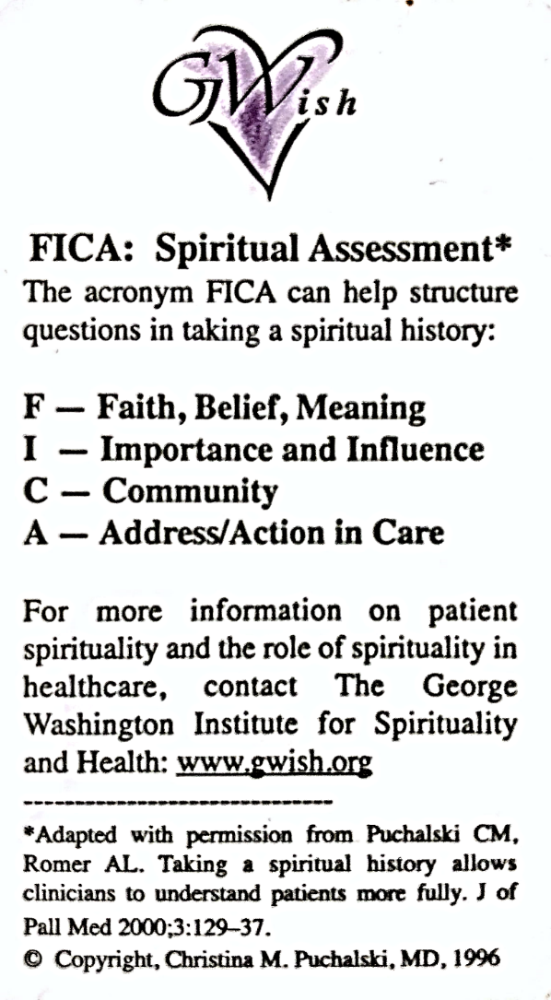 GWish
FICA: Spiritual Assessment*
The acronym FICA can help structure
questions in taking a spiritual history:
F — Faith, Belief, Meaning
I — Importance and Influence
C — Community
A — Address/Action in Care
For more information on patient
spirituality and the role of spirituality in
healthcare, contact The George
Washington Institute for Spirituality
and Health: www.gwish.org
------------------------------
*Adapted with permission from Puchalski CM,
Romer AL. Taking a spiritual history allows
clinicians to understand patients more fully. J of
Pall Med 2000;3:129–37.
© Copyright, Christina M. Puchalski, MD, 1996